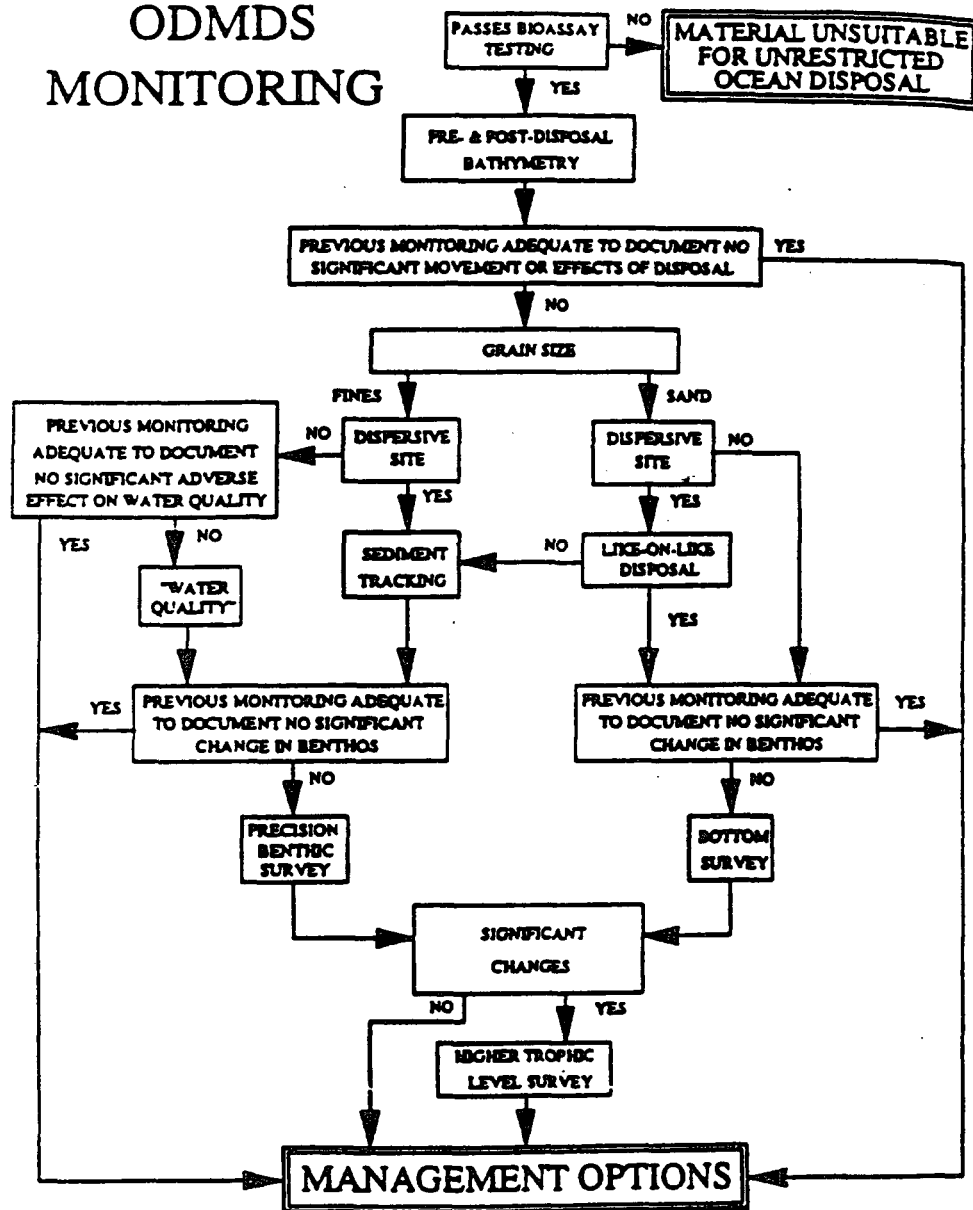 ODMDS
MONITORING
PASSES BIOASSAY
TESTING
NO
MATERIAL UNSUITABLE
FOR UNRESTRICTED
OCEAN DISPOSAL
YES
PRE- & POST-DISPOSAL
BATHYMETRY
PREVIOUS MONITORING ADEQUATE TO DOCUMENT NO
SIGNIFICANT MOVEMENT OR EFFECTS OF DISPOSAL
YES
NO
GRAIN SIZE
FINES
SAND
PREVIOUS MONITORING
ADEQUATE TO DOCUMENT
NO SIGNIFICANT ADVERSE
EFFECT ON WATER QUALITY
NO
DISPERSIVE
SITE
DISPERSIVE
SITE
NO
YES
YES
YES
NO
SEDIMENT
TRACKING
NO
LIKE-ON-LIKE
DISPOSAL
"WATER
QUALITY"
YES
YES
PREVIOUS MONITORING ADEQUATE
TO DOCUMENT NO SIGNIFICANT
CHANGE IN BENTHOS
PREVIOUS MONITORING ADEQUATE
TO DOCUMENT NO SIGNIFICANT
CHANGE IN BENTHOS
YES
NO
NO
PRECISION
BENTHIC
SURVEY
BOTTOM
SURVEY
SIGNIFICANT
CHANGES
NO
YES
HIGHER TROPHIC
LEVEL SURVEY
MANAGEMENT OPTIONS